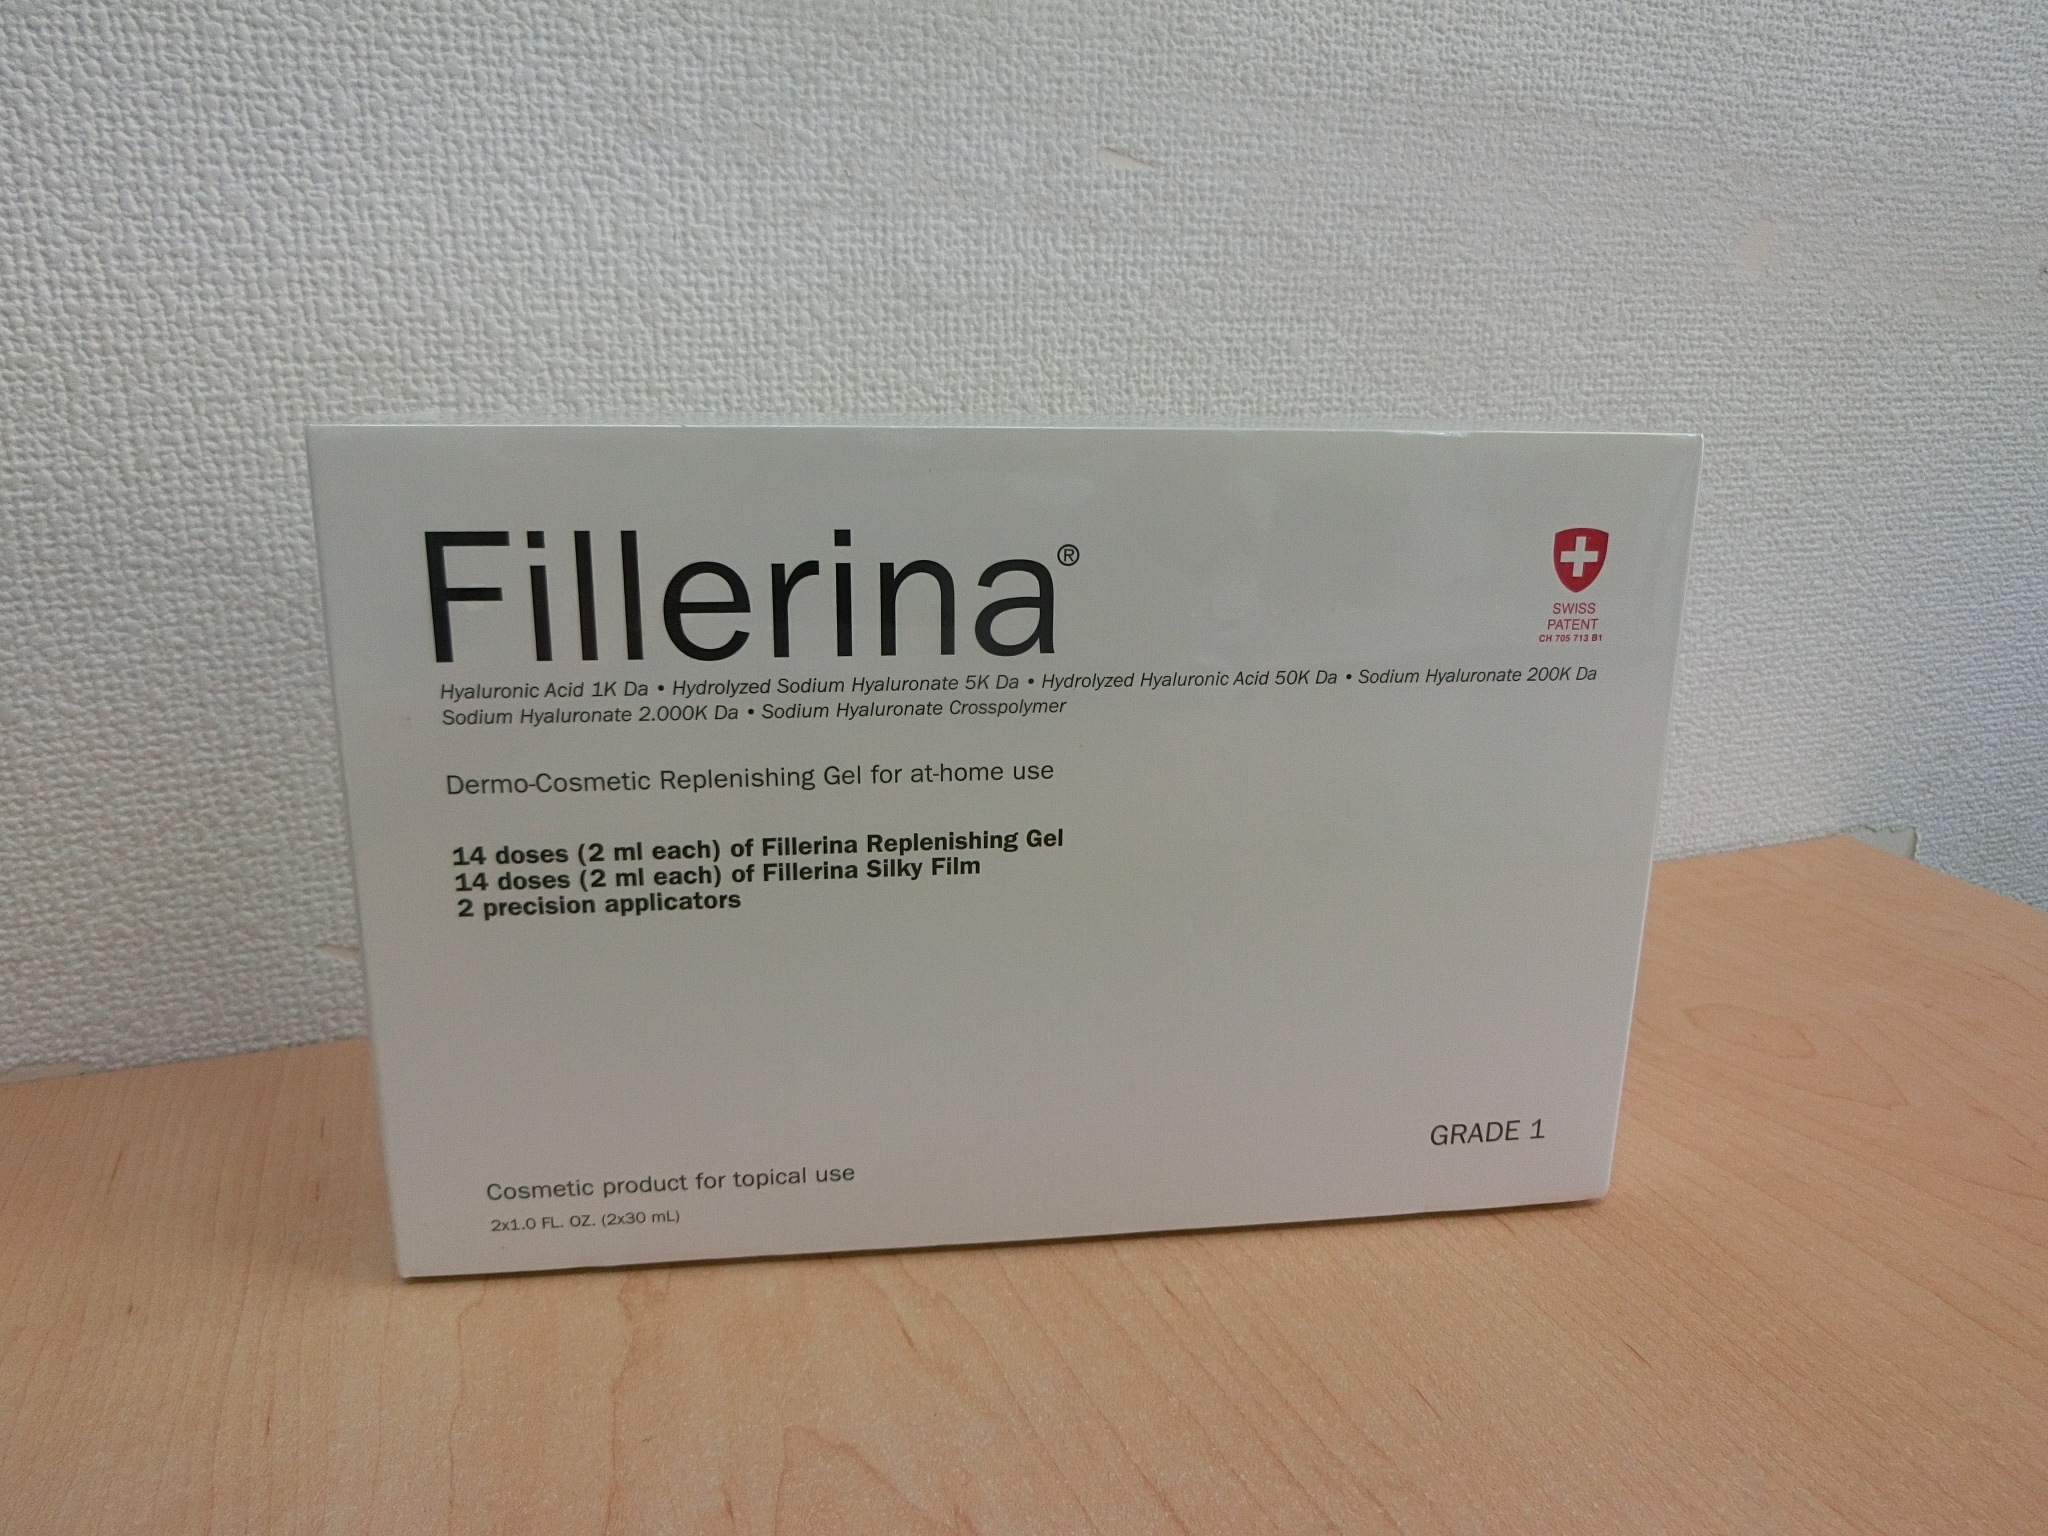 Fillerina®
SWISS
PATENT
CH 705 713 B1
Hyaluronic Acid 1K Da • Hydrolyzed Sodium Hyaluronate 5K Da • Hydrolyzed Hyaluronic Acid 50K Da • Sodium Hyaluronate 200K Da
Sodium Hyaluronate 2.000K Da • Sodium Hyaluronate Crosspolymer
Dermo-Cosmetic Replenishing Gel for at-home use
14 doses (2 ml each) of Fillerina Replenishing Gel
14 doses (2 ml each) of Fillerina Silky Film
2 precision applicators
GRADE 1
Cosmetic product for topical use
2x1.0 FL. OZ. (2x30 mL)